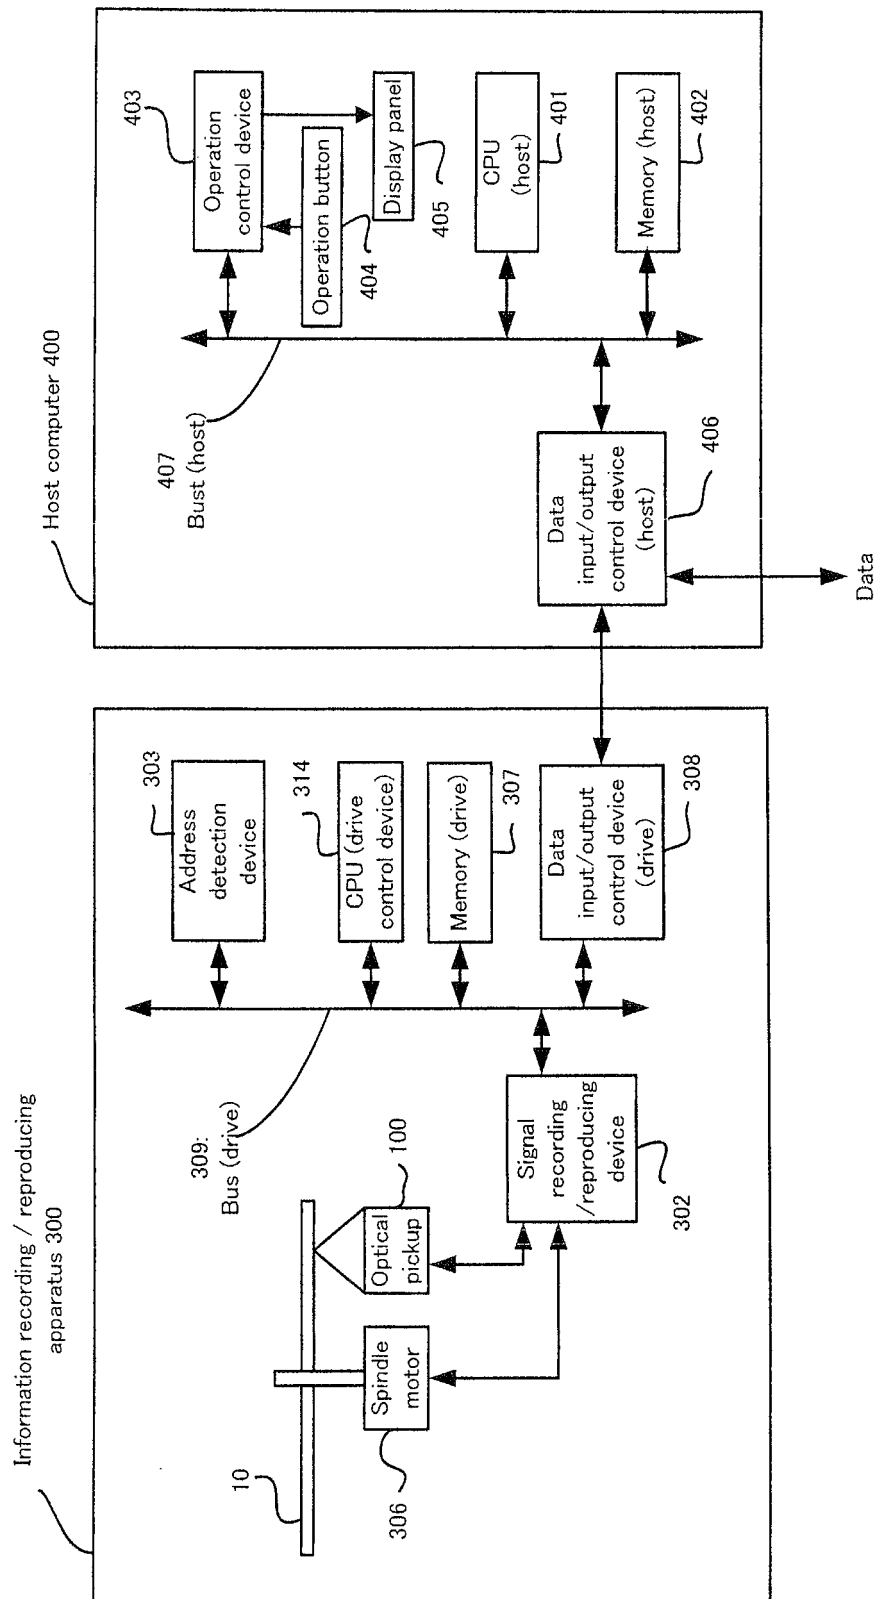 Information recording / reproducing
apparatus 300
10
306
Spindle
motor
Optical
pickup
100
309:
Bus (drive)
Signal
recording
/reproducing
device
302
303
Address
detection
device
314
CPU (drive
control device)
Memory (drive)
307
Data
input/output
control device
(drive)
308
Host computer 400
407
Bust (host)
403
Operation
control device
Operation button
404
Display panel
405
CPU
(host)
401
Memory (host)
402
Data
input/output
control device
(host)
406
Data